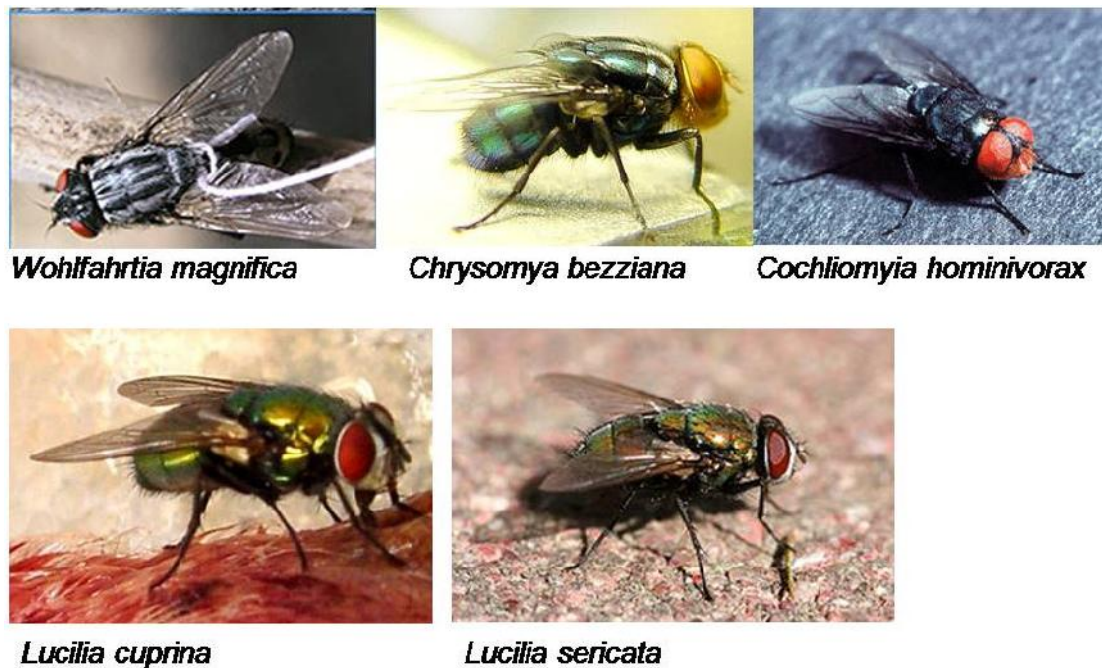 Wohlfahrtia magnifica
Chrysomya bezziana
Cochliomyia hominivorax
Lucilia cuprina
Lucilia sericata